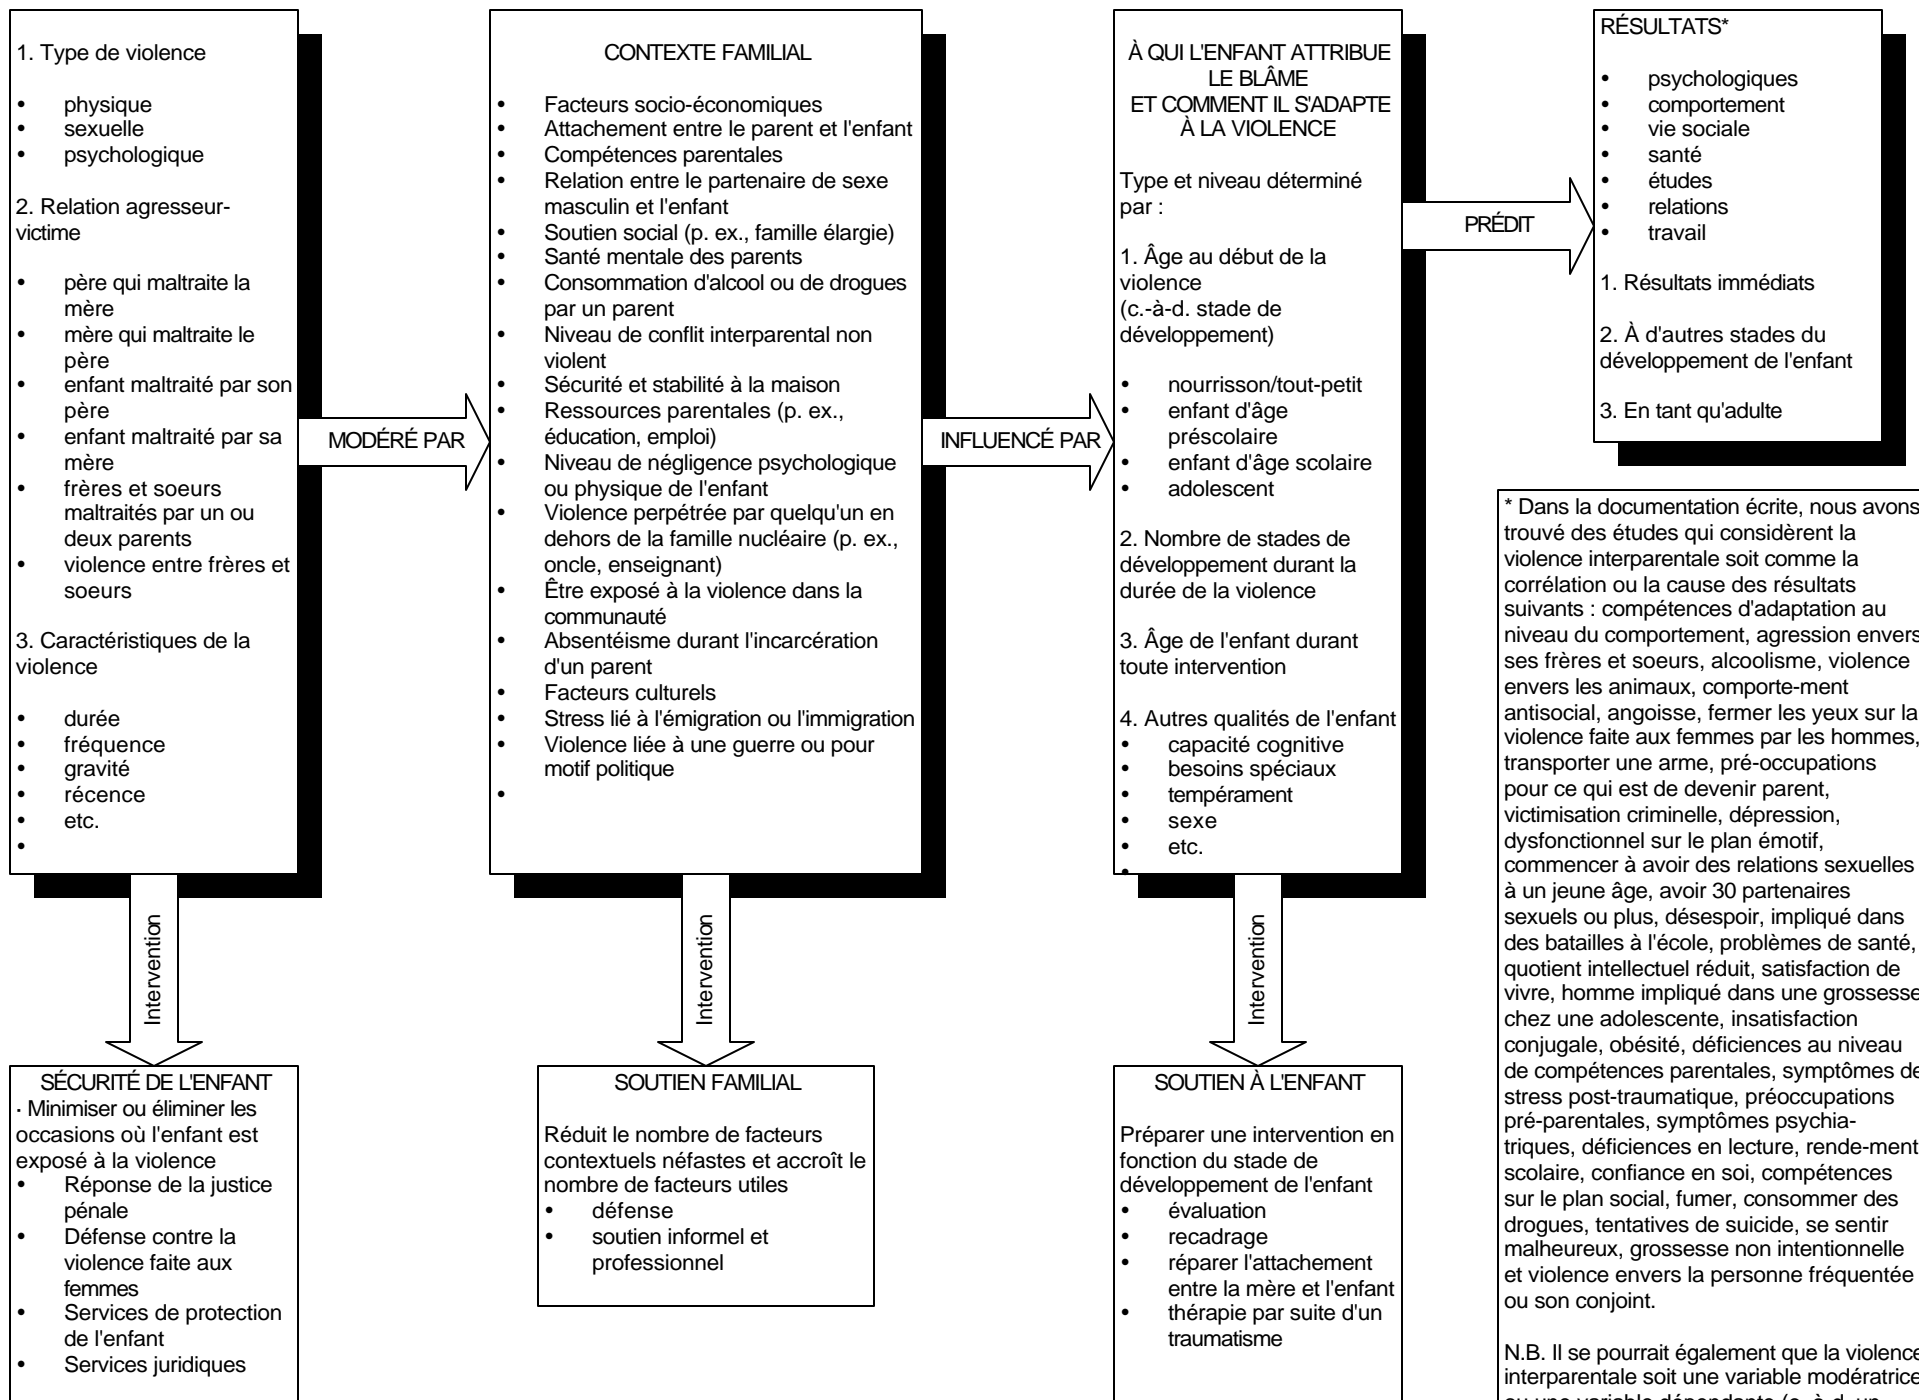 1. Type de violence
• physique
• sexuelle
• psychologique
2. Relation agresseur-
victime
• père qui maltraite la
mère
• mère qui maltraite le
père
• enfant maltraité par son
père
• enfant maltraité par sa
mère
• frères et soeurs
maltraités par un ou
deux parents
• violence entre frères et
soeurs
3. Caractéristiques de la
violence
• durée
• fréquence
• gravité
• récence
• etc.
•
MODÉRÉ PAR
CONTEXTE FAMILIAL
• Facteurs socio-économiques
• Attachement entre le parent et l'enfant
• Compétences parentales
• Relation entre le partenaire de sexe
masculin et l'enfant
• Soutien social (p. ex., famille élargie)
• Santé mentale des parents
• Consommation d'alcool ou de drogues
par un parent
• Niveau de conflit interparental non
violent
• Sécurité et stabilité à la maison
• Ressources parentales (p. ex.,
éducation, emploi)
• Niveau de négligence psychologique
ou physique de l'enfant
• Violence perpétrée par quelqu'un en
dehors de la famille nucléaire (p. ex.,
oncle, enseignant)
• Être exposé à la violence dans la
communauté
• Absentéisme durant l'incarcération
d'un parent
• Facteurs culturels
• Stress lié à l'émigration ou l'immigration
• Violence liée à une guerre ou pour
motif politique
•
INFLUENCÉ PAR
À QUI L'ENFANT ATTRIBUE
LE BLÂME
ET COMMENT IL S'ADAPTE
À LA VIOLENCE
Type et niveau déterminé
par :
1. Âge au début de la
violence
(c.-à-d. stade de
développement)
• nourrisson/tout-petit
• enfant d'âge
préscolaire
• enfant d'âge scolaire
• adolescent
2. Nombre de stades de
développement durant la
durée de la violence
3. Âge de l'enfant durant
toute intervention
4. Autres qualités de l'enfant
• capacité cognitive
• besoins spéciaux
• tempérament
• sexe
• etc.
•
PRÉDIT
RÉSULTATS*
• psychologiques
• comportement
• vie sociale
• santé
• études
• relations
• travail
1. Résultats immédiats
2. À d'autres stades du
développement de l'enfant
3. En tant qu'adulte
Intervention
Intervention
Intervention
SÉCURITÉ DE L'ENFANT
· Minimiser ou éliminer les
occasions où l'enfant est
exposé à la violence
• Réponse de la justice
pénale
• Défense contre la
violence faite aux
femmes
• Services de protection
de l'enfant
• Services juridiques
SOUTIEN FAMILIAL
Réduit le nombre de facteurs
contextuels néfastes et accroît le
nombre de facteurs utiles
• défense
• soutien informel et
professionnel
SOUTIEN À L'ENFANT
Préparer une intervention en
fonction du stade de
développement de l'enfant
• évaluation
• recadrage
• réparer l'attachement
entre la mère et l'enfant
• thérapie par suite d'un
traumatisme
* Dans la documentation écrite, nous avons
trouvé des études qui considèrent la
violence interparentale soit comme la
corrélation ou la cause des résultats
suivants : compétences d'adaptation au
niveau du comportement, agression envers
ses frères et soeurs, alcoolisme, violence
envers les animaux, comporte-ment
antisocial, angoisse, fermer les yeux sur la
violence faite aux femmes par les hommes,
transporter une arme, pré-occupations
pour ce qui est de devenir parent,
victimisation criminelle, dépression,
dysfonctionnel sur le plan émotif,
commencer à avoir des relations sexuelles
à un jeune âge, avoir 30 partenaires
sexuels ou plus, désespoir, impliqué dans
des batailles à l'école, problèmes de santé,
quotient intellectuel réduit, satisfaction de
vivre, homme impliqué dans une grossesse
chez une adolescente, insatisfaction
conjugale, obésité, déficiences au niveau
de compétences parentales, symptômes de
stress post-traumatique, préoccupations
pré-parentales, symptômes psychia-
triques, déficiences en lecture, rende-ment
scolaire, confiance en soi, compétences
sur le plan social, fumer, consommer des
drogues, tentatives de suicide, se sentir
malheureux, grossesse non intentionnelle
et violence envers la personne fréquentée
ou son conjoint.
N.B. Il se pourrait également que la violence
interparentale soit une variable modératrice
ou une variable dépendante (c.-à-d. un